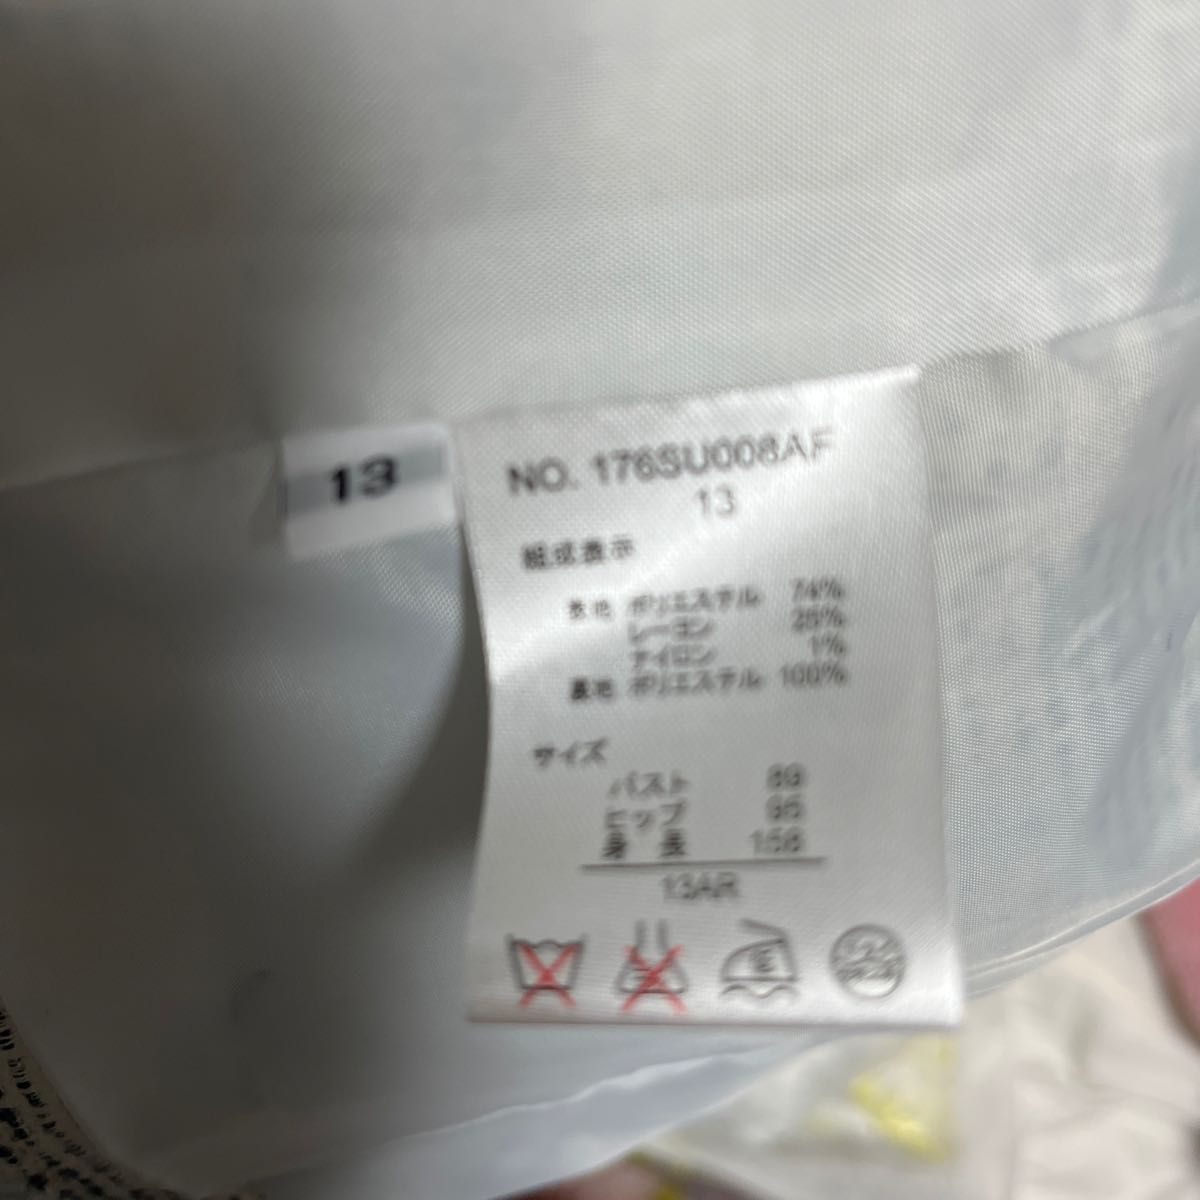 13
NO. 176SU008AF
13
組成表示
表地 ポリエステル 74%
レーヨン 25%
ナイロン 1%
裏地 ポリエステル 100%
サイズ
バスト 89
ヒップ 95
身 長 158
13AR